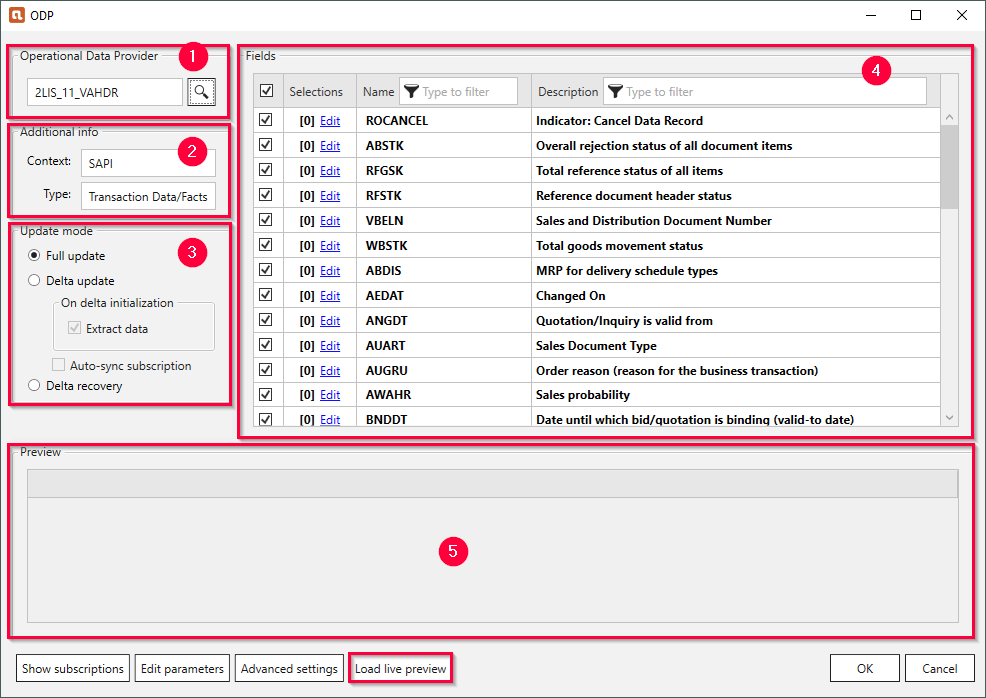 ODP
Operational Data Provider
1
2LIS_11_VAHDR
Additional info
2
Context: SAPI
Type: Transaction Data/Facts
Update mode
3
Full update
Delta update
On delta initialization
Extract data
Auto-sync subscription
Delta recovery
Fields
4
Selections Name Type to filter Description Type to filter
[0] Edit ROCANCEL Indicator: Cancel Data Record
[0] Edit ABSTK Overall rejection status of all document items
[0] Edit RFGSK Total reference status of all items
[0] Edit RFSTK Reference document header status
[0] Edit VBELN Sales and Distribution Document Number
[0] Edit WBSTK Total goods movement status
[0] Edit ABDIS MRP for delivery schedule types
[0] Edit AEDAT Changed On
[0] Edit ANGDT Quotation/Inquiry is valid from
[0] Edit AUART Sales Document Type
[0] Edit AUGRU Order reason (reason for the business transaction)
[0] Edit AWAHR Sales probability
[0] Edit BNDDT Date until which bid/quotation is binding (valid-to date)
Preview
5
Show subscriptions Edit parameters Advanced settings Load live preview OK Cancel